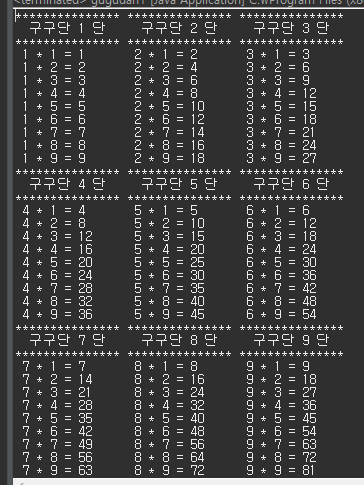 <terminated> gugudan1 [Java Application] C:\Program Files (x8
*************** *************** ***************
구구단 1 단 구구단 2 단 구구단 3 단
*************** *************** ***************
1 * 1 = 1 2 * 1 = 2 3 * 1 = 3
1 * 2 = 2 2 * 2 = 4 3 * 2 = 6
1 * 3 = 3 2 * 3 = 6 3 * 3 = 9
1 * 4 = 4 2 * 4 = 8 3 * 4 = 12
1 * 5 = 5 2 * 5 = 10 3 * 5 = 15
1 * 6 = 6 2 * 6 = 12 3 * 6 = 18
1 * 7 = 7 2 * 7 = 14 3 * 7 = 21
1 * 8 = 8 2 * 8 = 16 3 * 8 = 24
1 * 9 = 9 2 * 9 = 18 3 * 9 = 27
*************** *************** ***************
구구단 4 단 구구단 5 단 구구단 6 단
*************** *************** ***************
4 * 1 = 4 5 * 1 = 5 6 * 1 = 6
4 * 2 = 8 5 * 2 = 10 6 * 2 = 12
4 * 3 = 12 5 * 3 = 15 6 * 3 = 18
4 * 4 = 16 5 * 4 = 20 6 * 4 = 24
4 * 5 = 20 5 * 5 = 25 6 * 5 = 30
4 * 6 = 24 5 * 6 = 30 6 * 6 = 36
4 * 7 = 28 5 * 7 = 35 6 * 7 = 42
4 * 8 = 32 5 * 8 = 40 6 * 8 = 48
4 * 9 = 36 5 * 9 = 45 6 * 9 = 54
*************** *************** ***************
구구단 7 단 구구단 8 단 구구단 9 단
*************** *************** ***************
7 * 1 = 7 8 * 1 = 8 9 * 1 = 9
7 * 2 = 14 8 * 2 = 16 9 * 2 = 18
7 * 3 = 21 8 * 3 = 24 9 * 3 = 27
7 * 4 = 28 8 * 4 = 32 9 * 4 = 36
7 * 5 = 35 8 * 5 = 40 9 * 5 = 45
7 * 6 = 42 8 * 6 = 48 9 * 6 = 54
7 * 7 = 49 8 * 7 = 56 9 * 7 = 63
7 * 8 = 56 8 * 8 = 64 9 * 8 = 72
7 * 9 = 63 8 * 9 = 72 9 * 9 = 81